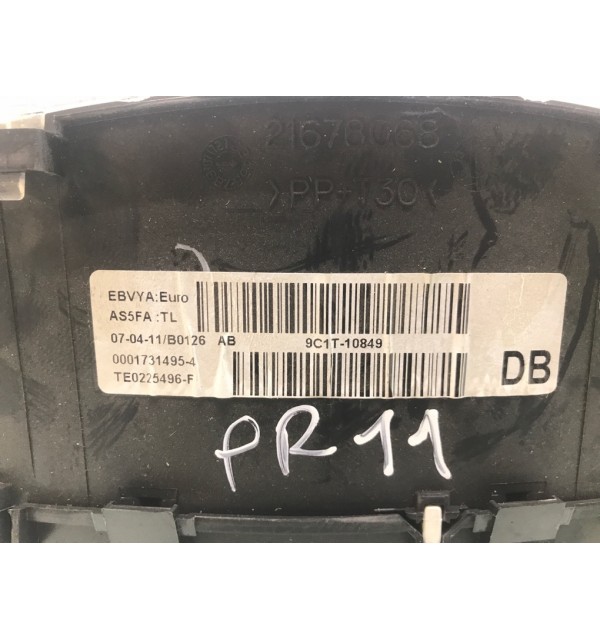 21678068
>PP-T30<
EBVYA:Euro
AS5FA :TL
07-04-11/B0126 AB 9C1T-10849
0001731495-4
TE0225496-F
DB
PR11